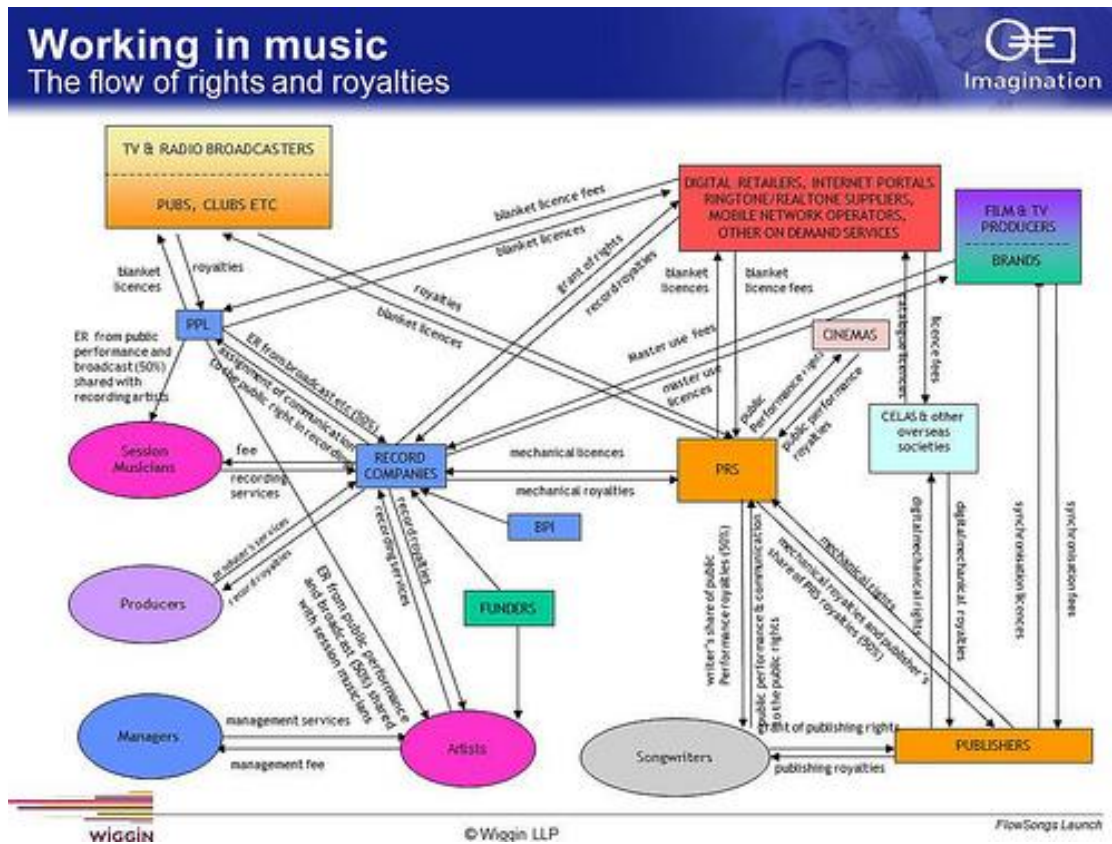 Working in music
The flow of rights and royalties
Imagination
TV & RADIO BROADCASTERS
PUBS, CLUBS ETC
DIGITAL RETAILERS, INTERNET PORTALS
RINGTONE/REALTONE SUPPLIERS,
MOBILE NETWORK OPERATORS,
OTHER ON DEMAND SERVICES
FILM & TV
PRODUCERS
BRANDS
blanket licence fees
blanket licences
grant of rights
record royalties
blanket
licences
royalties
royalties
blanket licences
blanket
licences
blanket
licence fees
PPL
CINEMAS
catalogue licences
licence fees
ER from public
performance and
broadcast (50%)
shared with
recording artists
ER from broadcast etc (50%)
assignment of communication
to the public right in recording
Master use fees
master use
licences
public
Performance right
public performance
royalties
CELAS & other
overseas
societies
Session
Musicians
fee
recording
services
RECORD
COMPANIES
mechanical licences
mechanical royalties
PRS
BPI
producer's services
record royalties
record royalties
recording services
Producers
FUNDERS
ER from public performance
and broadcast (50%) shared
with session musicians
writer's share of public
Performance royalties (50%)
public performance & communication
to the public rights
mechanical rights
mechanical royalties and publisher's
share of PRS royalties (50%)
digital mechanical rights
digital mechanical royalties
synchronisation licences
synchronisation fees
Managers
management services
management fee
Artists
Songwriters
grant of publishing rights
publishing royalties
PUBLISHERS
WIGGIN
© Wiggin LLP
FlowSongs Launch